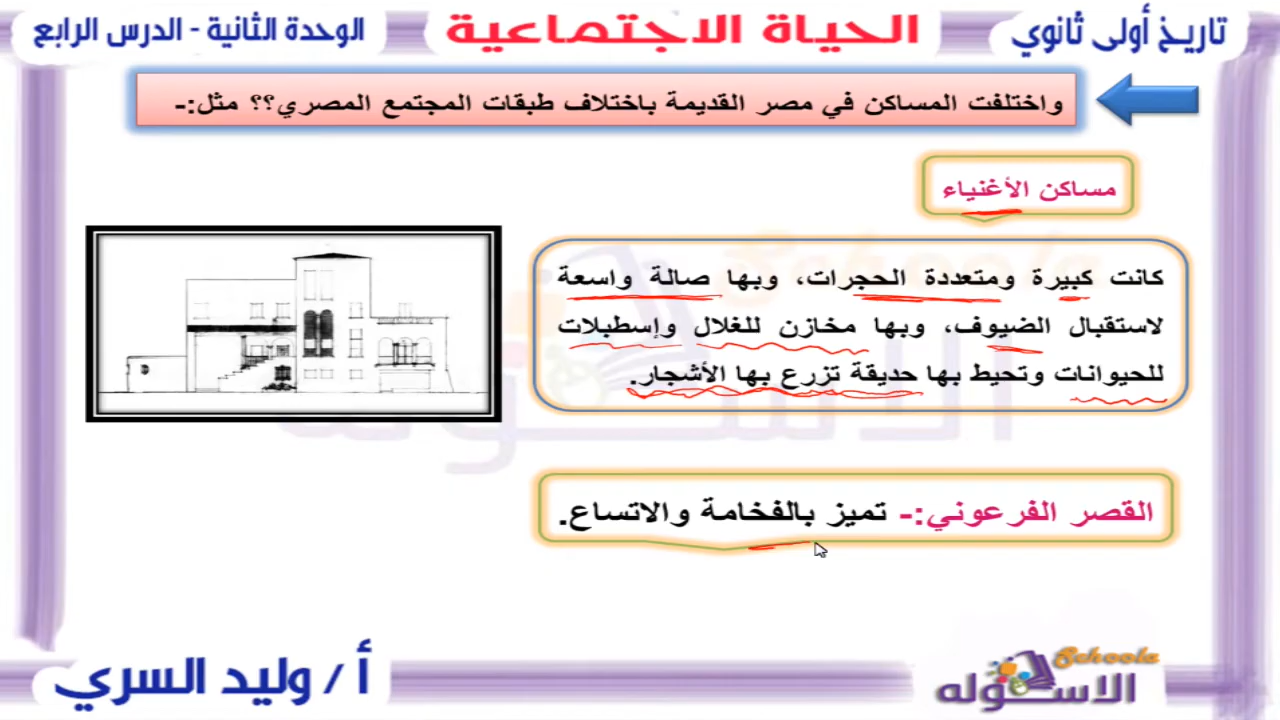 تاريخ أولى ثانوي
الحياة الاجتماعية
الوحدة الثانية - الدرس الرابع
واختلفت المساكن في مصر القديمة باختلاف طبقات المجتمع المصري؟؟ مثل:-
مساكن الأغنياء
كانت كبيرة ومتعددة الحجرات، وبها صالة واسعة
لاستقبال الضيوف، وبها مخازن للغلال وإسطبلات
للحيوانات وتحيط بها حديقة تزرع بها الأشجار.
القصر الفرعوني:- تميز بالفخامة والاتساع.
Schools
الاسكوله
أ / وليد السري